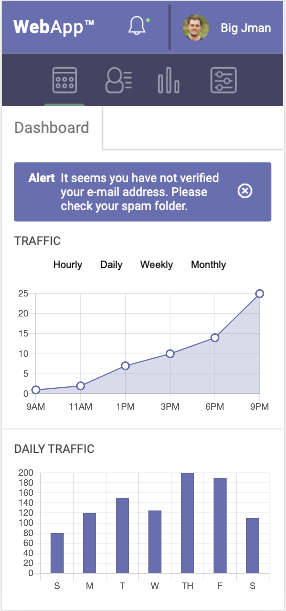 WebApp™
Big Jman
Dashboard
Alert It seems you have not verified
your e-mail address. Please
check your spam folder.
TRAFFIC
Hourly Daily Weekly Monthly
25
20
15
10
5
0
9AM 11AM 1PM 3PM 6PM 9PM
DAILY TRAFFIC
200
180
160
140
120
100
80
60
40
20
0
S M T W TH F S